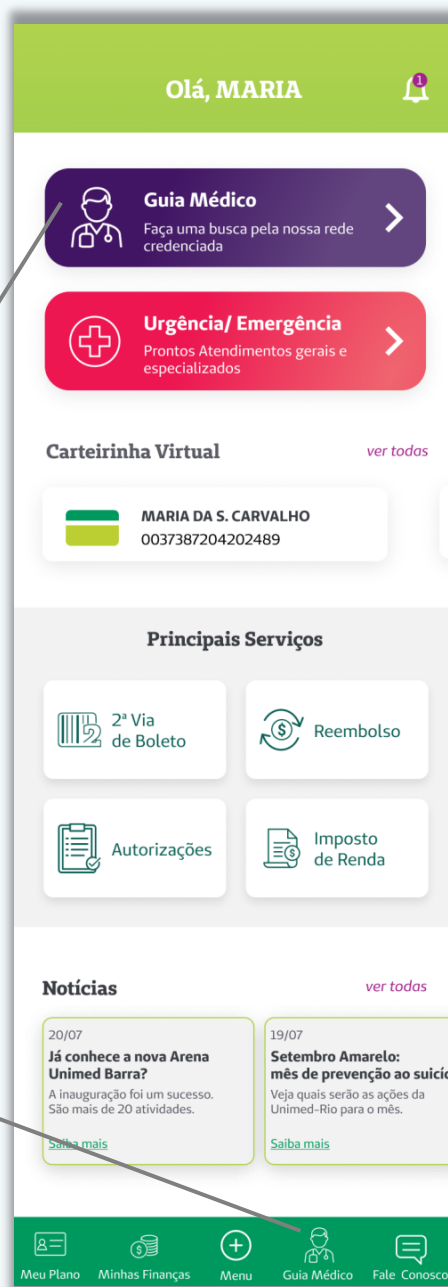 Olá, MARIA
1
Guia Médico
Faça uma busca pela nossa rede
credenciada
Urgência/ Emergência
Prontos Atendimentos gerais e
especializados
Carteirinha Virtual
ver todas
MARIA DA S. CARVALHO
0037387204202489
Principais Serviços
2ª Via
de Boleto
Reembolso
Autorizações
Imposto
de Renda
Notícias
ver todas
20/07
Já conhece a nova Arena
Unimed Barra?
A inauguração foi um sucesso.
São mais de 20 atividades.
Saiba mais
19/07
Setembro Amarelo:
mês de prevenção ao suicíd
Veja quais serão as ações da
Unimed-Rio para o mês.
Saiba mais
Meu Plano
Minhas Finanças
Menu
Guia Médico
Fale Conosco